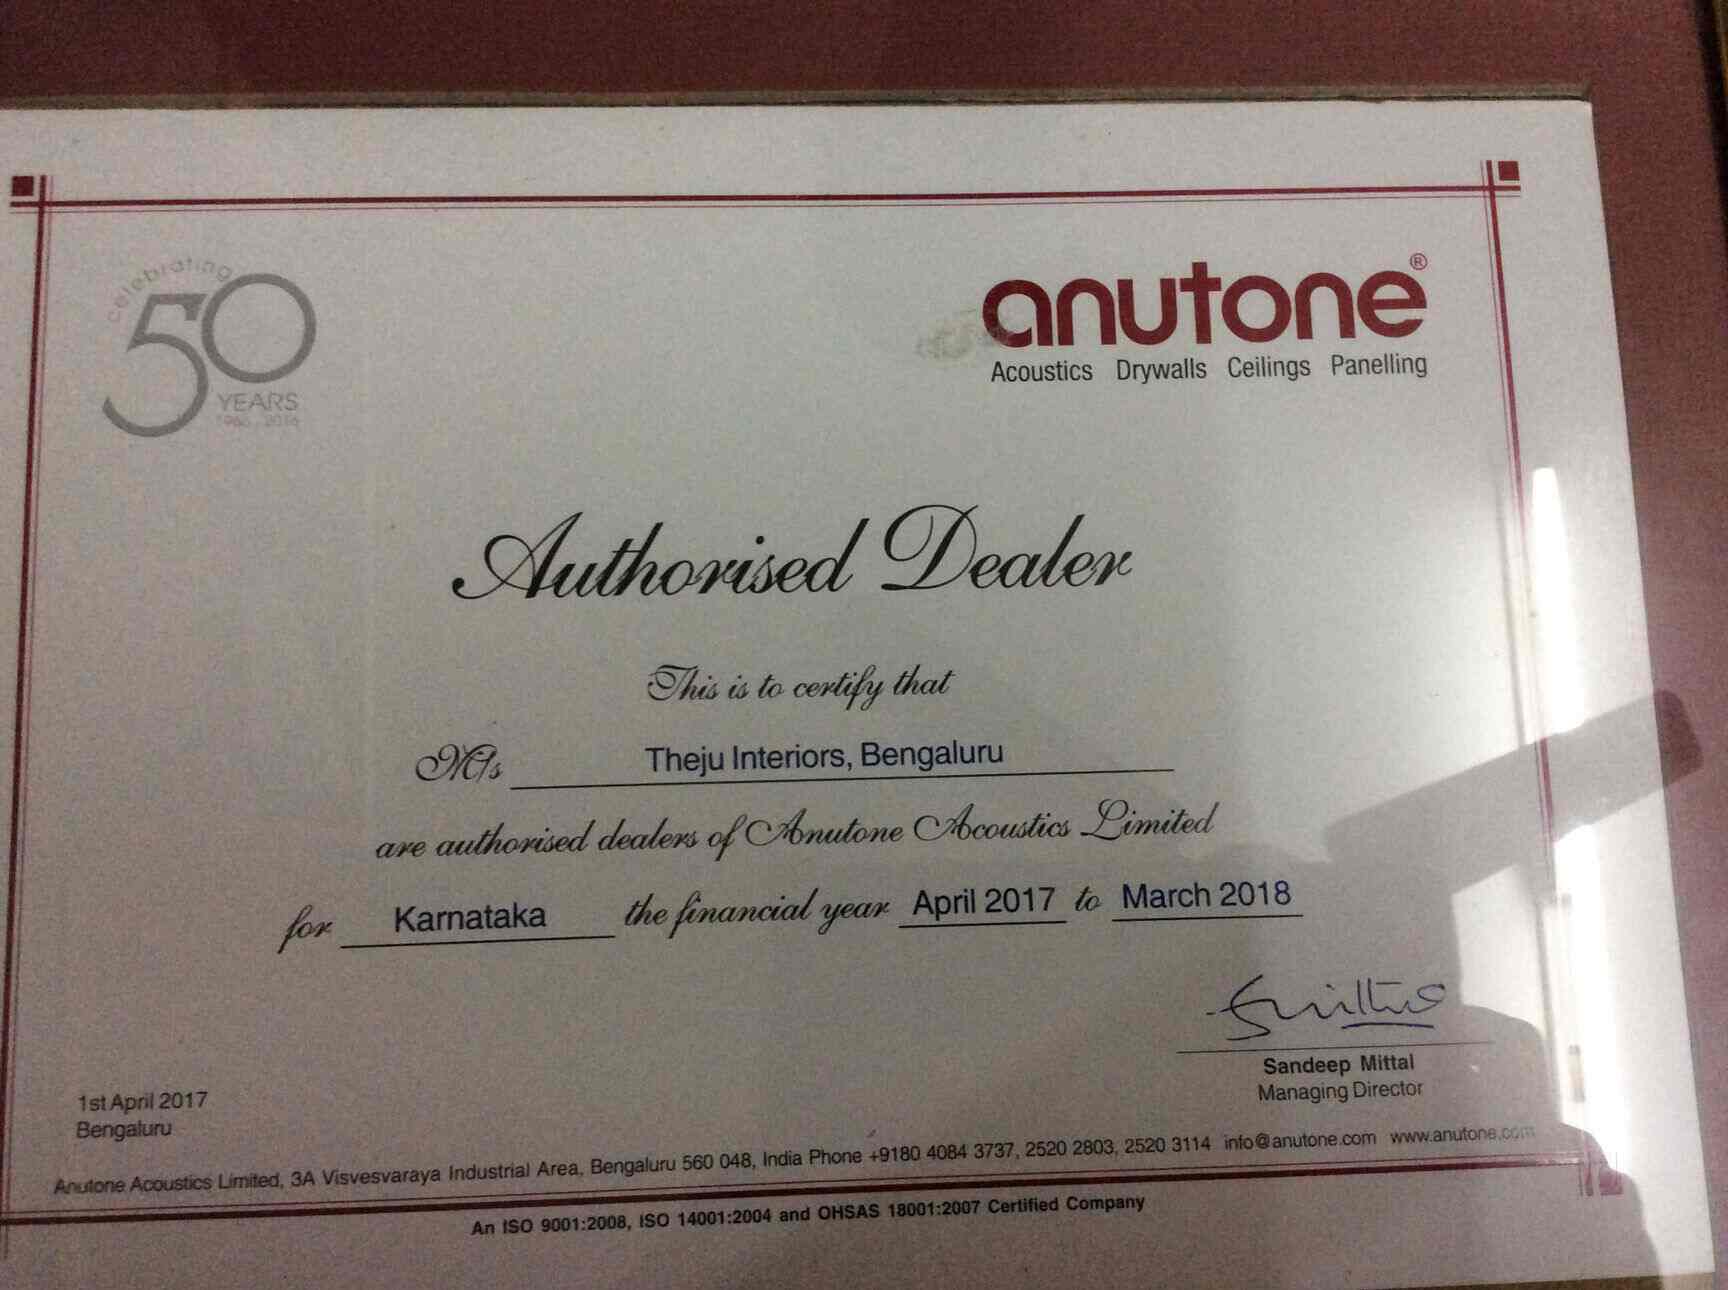 celebrating
50
YEARS
1966 - 2016
anutone®
Acoustics Drywalls Ceilings Panelling
Authorised Dealer
This is to certify that
M/s Theju Interiors, Bengaluru
are authorised dealers of Anutone Acoustics Limited
for Karnataka the financial year April 2017 to March 2018
Sandeep Mittal
Managing Director
1st April 2017
Bengaluru
Anutone Acoustics Limited, 3A Visvesvaraya Industrial Area, Bengaluru 560 048, India Phone +9180 4084 3737, 2520 2803, 2520 3114 info@anutone.com www.anutone.com
An ISO 9001:2008, ISO 14001:2004 and OHSAS 18001:2007 Certified Company